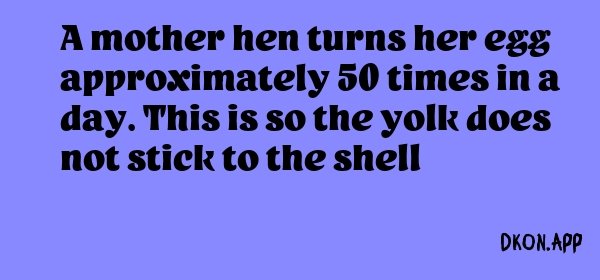 A mother hen turns her egg
approximately 50 times in a
day. This is so the yolk does
not stick to the shell
DKON.APP